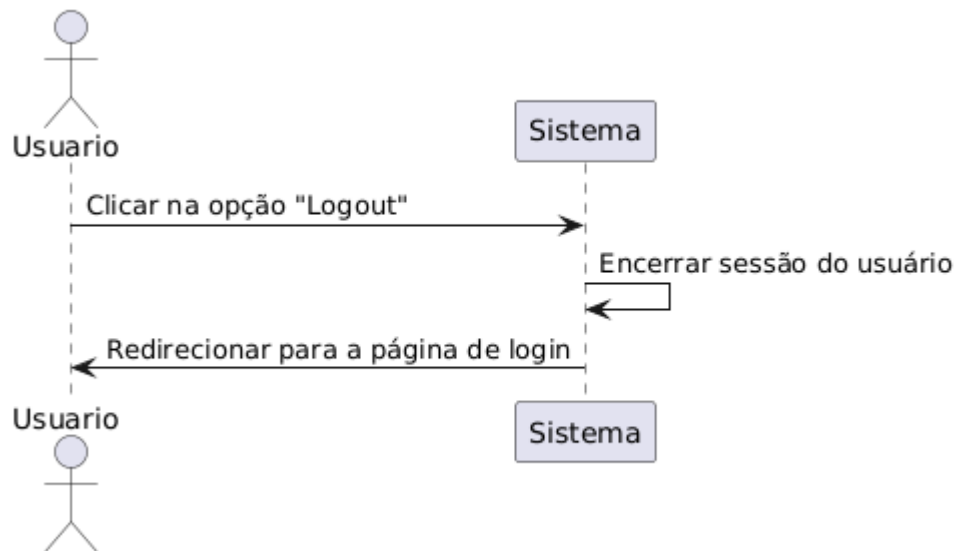 Usuario
Sistema
Clicar na opção "Logout"
Encerrar sessão do usuário
Redirecionar para a página de login
Usuario
Sistema